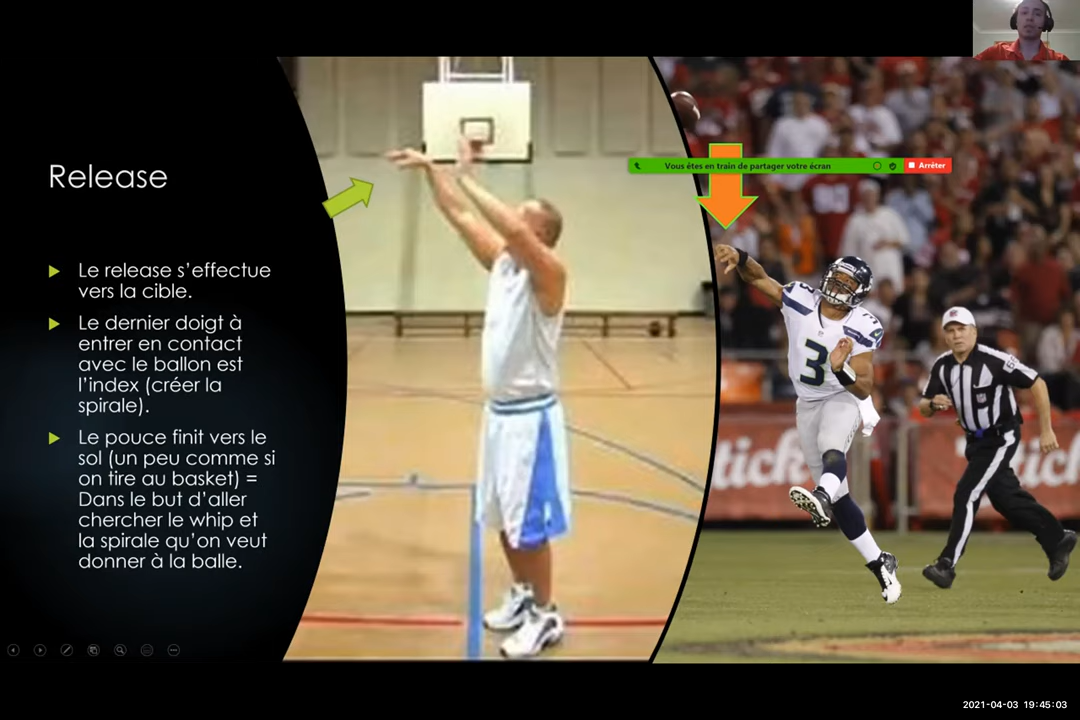 Vous êtes en train de partager votre écran
Arrêter
Release
Le release s'effectue
vers la cible.
Le dernier doigt à
entrer en contact
avec le ballon est
l'index (créer la
spirale).
Le pouce finit vers le
sol (un peu comme si
on tire au basket) =
Dans le but d'aller
chercher le whip et
la spirale qu'on veut
donner à la balle.
3
3
tick
tic
2021-04-03 19:45:03